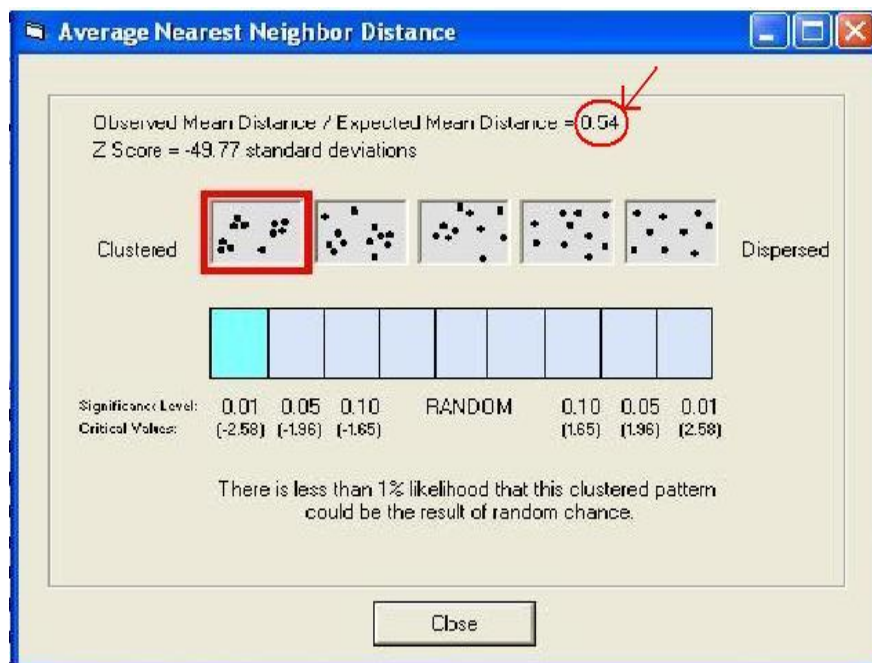 Average Nearest Neighbor Distance
Observed Mean Distance / Expected Mean Distance = 0.54
Z Score = -49.77 standard deviations
Clustered
Dispersed
Significance Level: 0.01 0.05 0.10 RANDOM 0.10 0.05 0.01
Critical Values: (-2.58) (-1.96) (-1.65) (1.65) (1.96) (2.58)
There is less than 1% likelihood that this clustered pattern
could be the result of random chance.
Close